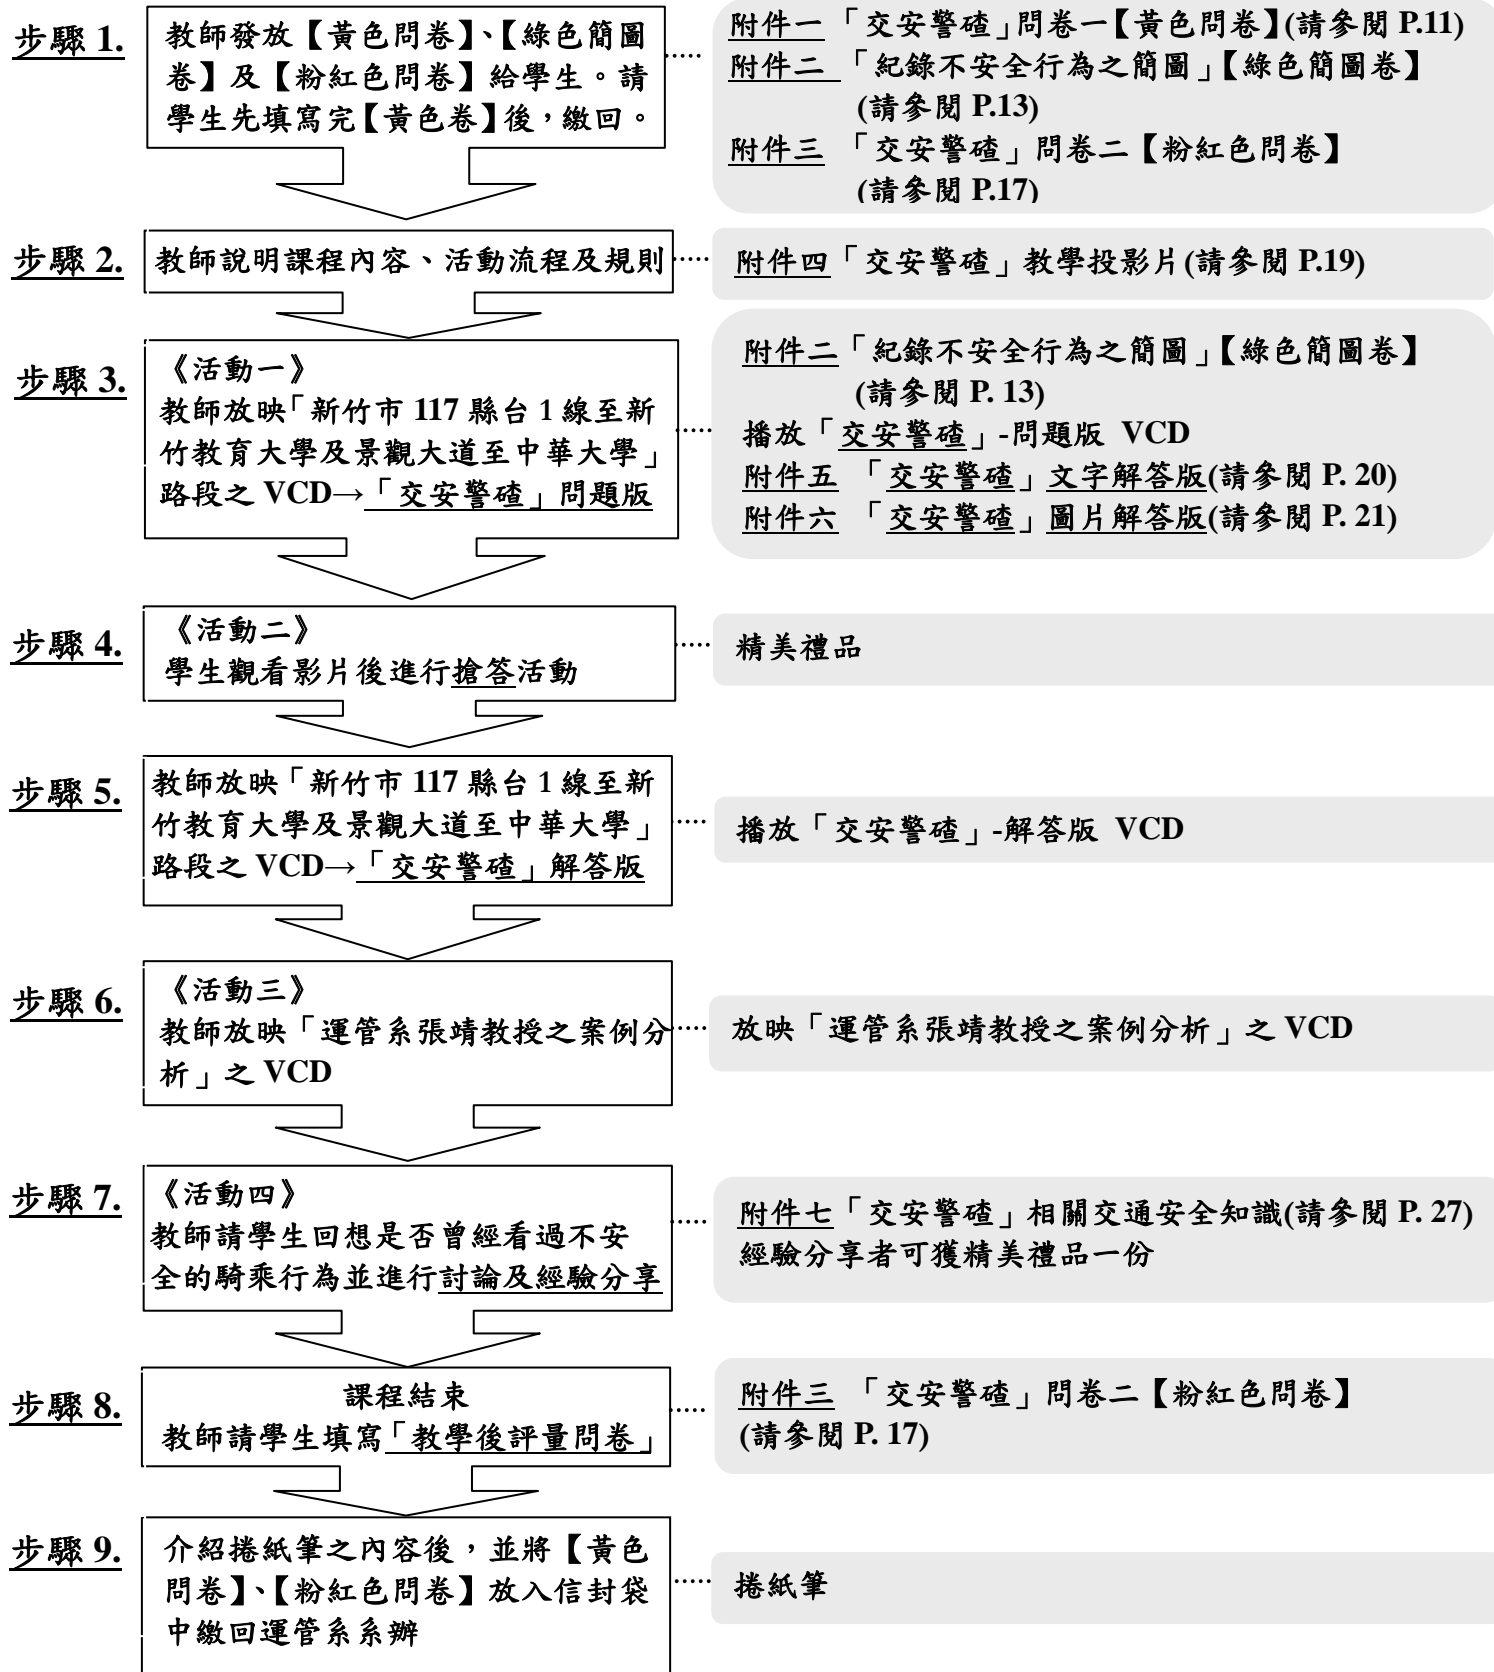 步驟 1.
教師發放【黃色問卷】、【綠色簡圖
卷】及【粉紅色問卷】給學生。請
學生先填寫完【黃色卷】後，繳回。
附件一「交安警碴」問卷一【黃色問卷】(請參閱 P.11)
附件二 「紀錄不安全行為之簡圖」【綠色簡圖卷】
(請參閱 P.13)
附件三 「交安警碴」問卷二【粉紅色問卷】
(請參閱 P.17)
步驟 2.
教師說明課程內容、活動流程及規則
附件四「交安警碴」教學投影片(請參閱 P.19)
步驟 3.
《活動一》
教師放映「新竹市 117 縣台 1 線至新
竹教育大學及景觀大道至中華大學」
路段之 VCD→「交安警碴」問題版
附件二「紀錄不安全行為之簡圖」【綠色簡圖卷】
(請參閱 P. 13)
播放「交安警碴」-問題版 VCD
附件五 「交安警碴」文字解答版(請參閱 P. 20)
附件六 「交安警碴」圖片解答版(請參閱 P. 21)
步驟 4.
《活動二》
學生觀看影片後進行搶答活動
精美禮品
步驟 5.
教師放映「新竹市 117 縣台 1 線至新
竹教育大學及景觀大道至中華大學」
路段之 VCD→「交安警碴」解答版
播放「交安警碴」-解答版 VCD
步驟 6.
《活動三》
教師放映「運管系張靖教授之案例分
析」之 VCD
放映「運管系張靖教授之案例分析」之 VCD
步驟 7.
《活動四》
教師請學生回想是否曾經看過不安
全的騎乘行為並進行討論及經驗分享
附件七「交安警碴」相關交通安全知識(請參閱 P. 27)
經驗分享者可獲精美禮品一份
步驟 8.
課程結束
教師請學生填寫「教學後評量問卷」
附件三 「交安警碴」問卷二【粉紅色問卷】
(請參閱 P. 17)
步驟 9.
介紹捲紙筆之內容後，並將【黃色
問卷】、【粉紅色問卷】放入信封袋
中繳回運管系系辦
捲紙筆